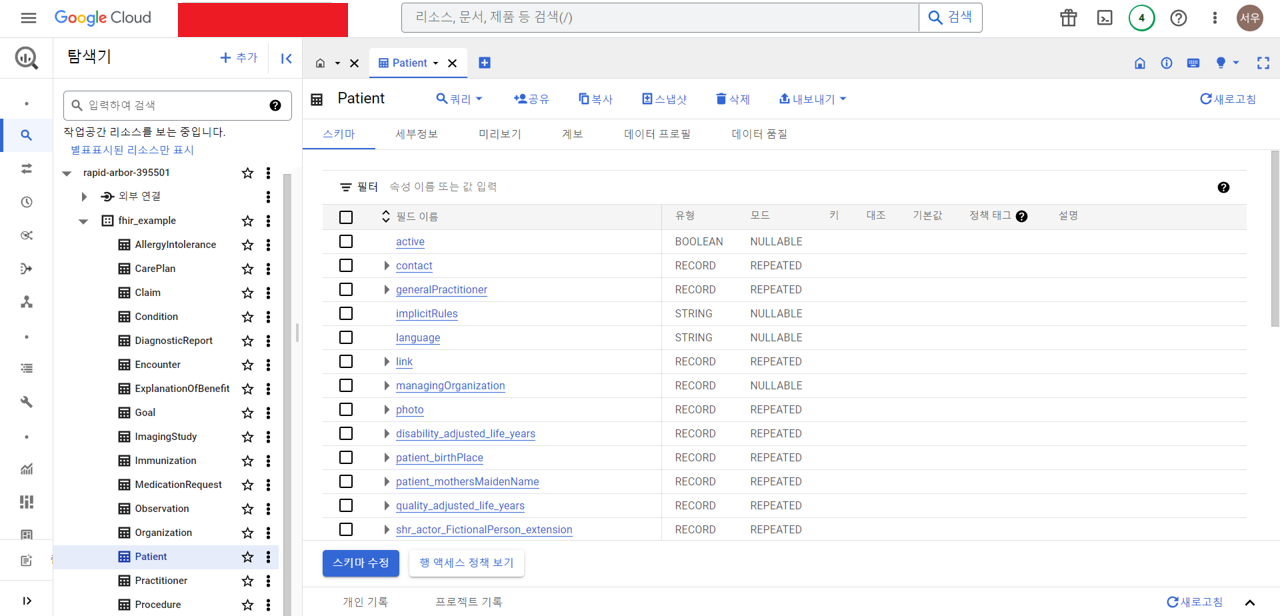 Google Cloud
리소스, 문서, 제품 등 검색(/)
검색
4
서우
탐색기
추가
입력하여 검색
작업공간 리소스를 보는 중입니다.
별표표시된 리소스만 표시
rapid-arbor-395501
외부 연결
fhir_example
AllergyIntolerance
CarePlan
Claim
Condition
DiagnosticReport
Encounter
ExplanationOfBenefit
Goal
ImagingStudy
Immunization
MedicationRequest
Observation
Organization
Patient
Practitioner
Procedure
Patient
Patient
쿼리
공유
복사
스냅샷
삭제
내보내기
새로고침
스키마 세부정보 미리보기 계보 데이터 프로필 데이터 품질
필터 속성 이름 또는 값 입력
필드 이름 유형 모드 키 대조 기본값 정책 태그 설명
active BOOLEAN NULLABLE
contact RECORD REPEATED
generalPractitioner RECORD REPEATED
implicitRules STRING NULLABLE
language STRING NULLABLE
link RECORD REPEATED
managingOrganization RECORD NULLABLE
photo RECORD REPEATED
disability_adjusted_life_years RECORD REPEATED
patient_birthPlace RECORD REPEATED
patient_mothersMaidenName RECORD REPEATED
quality_adjusted_life_years RECORD REPEATED
shr_actor_FictionalPerson_extension RECORD REPEATED
스키마 수정 행 액세스 정책 보기
개인 기록 프로젝트 기록 새로고침